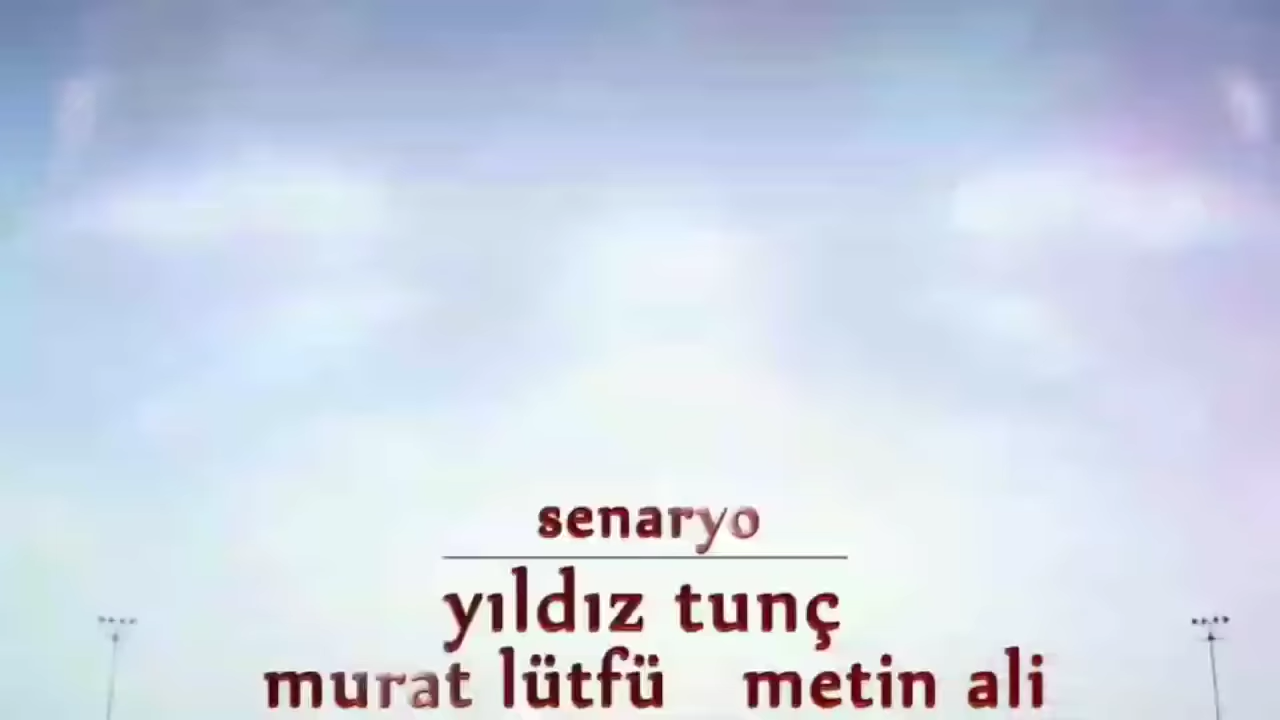 senaryo
yıldız tunç
murat lütfü metin ali